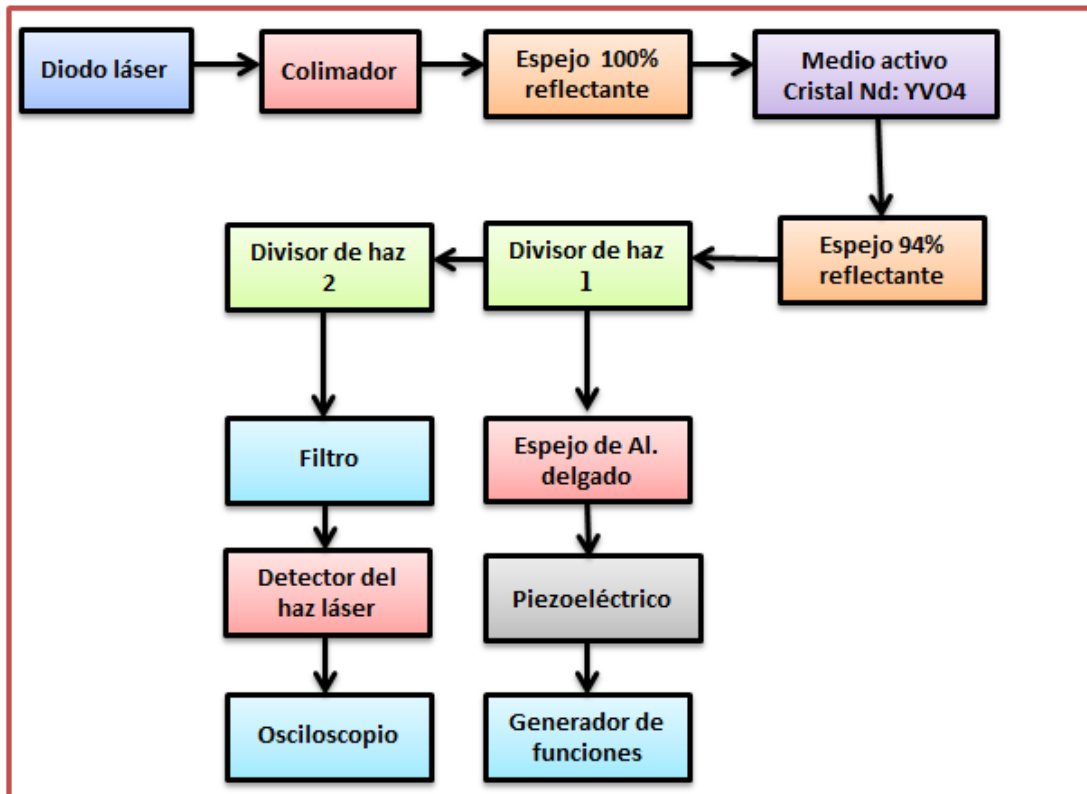 Diodo láser
Colimador
Espejo 100%
reflectante
Medio activo
Cristal Nd: YVO4
Espejo 94%
reflectante
Divisor de haz
1
Divisor de haz
2
Filtro
Detector del
haz láser
Osciloscopio
Espejo de Al.
delgado
Piezoeléctrico
Generador de
funciones